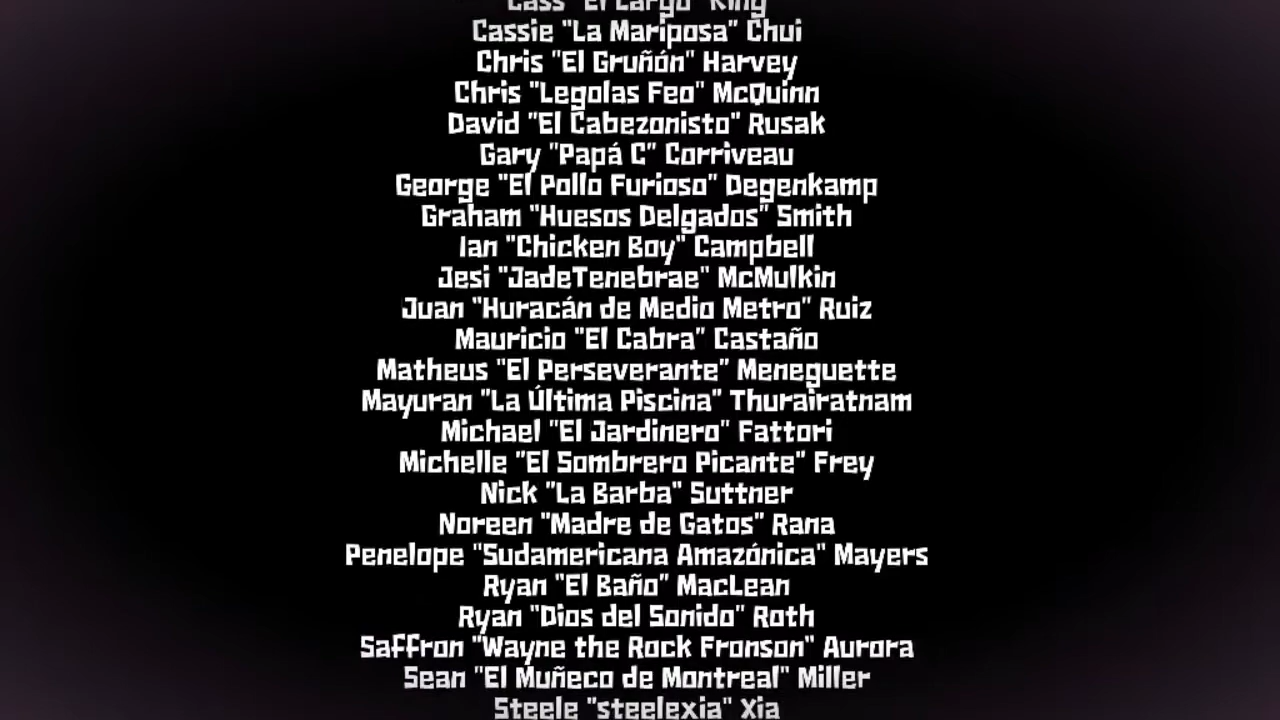 Cass "El Largo" King
Cassie "La Mariposa" Chui
Chris "El Gruñón" Harvey
Chris "Legolas Feo" McQuinn
David "El Cabezonisto" Rusak
Gary "Papá C" Corriveau
George "El Pollo Furioso" Degenkamp
Graham "Huesos Delgados" Smith
Ian "Chicken Boy" Campbell
Jesi "JadeTenebrae" McMulkin
Juan "Huracán de Medio Metro" Ruiz
Mauricio "El Cabra" Castaño
Matheus "El Perseverante" Meneguette
Mayuran "La Última Piscina" Thurairatnam
Michael "El Jardinero" Fattori
Michelle "El Sombrero Picante" Frey
Nick "La Barba" Suttner
Noreen "Madre de Gatos" Rana
Penelope "Sudamericana Amazónica" Mayers
Ryan "El Baño" MacLean
Ryan "Dios del Sonido" Roth
Saffron "Wayne the Rock Fronson" Aurora
Sean "El Muñeco de Montreal" Miller
Steele "steelexia" Xia